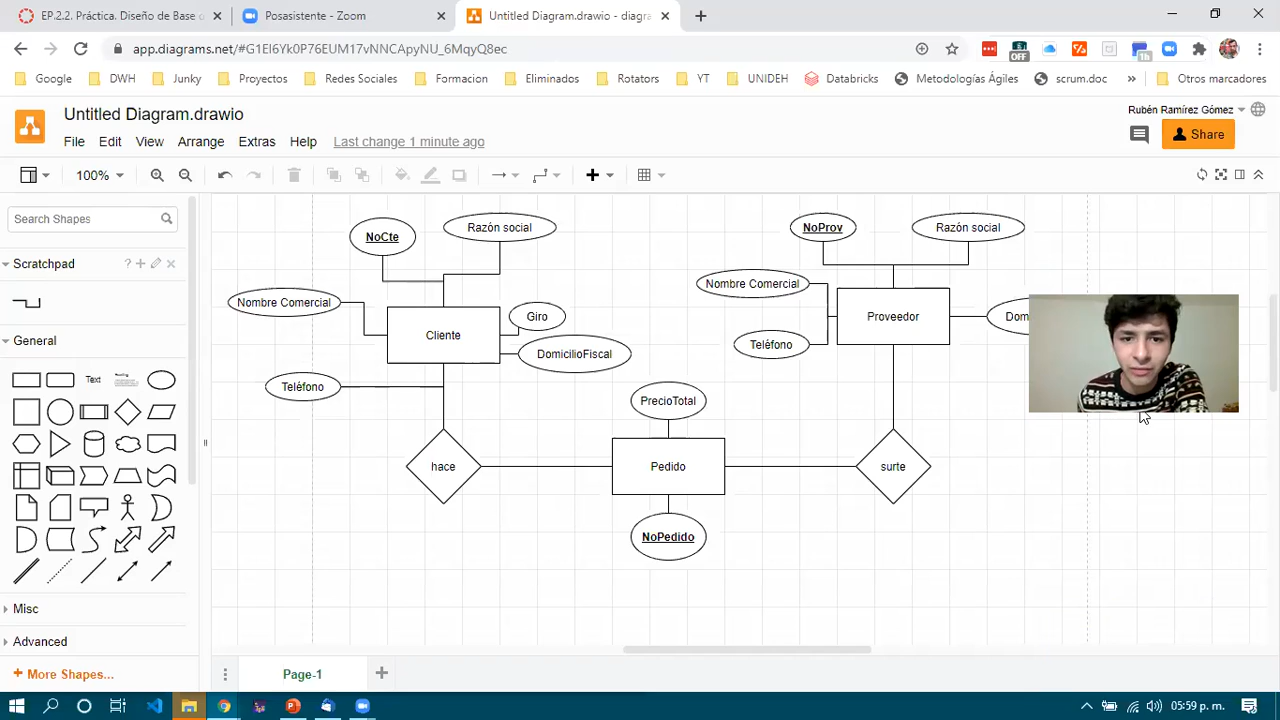 EP.2.2. Práctica. Diseño de Base d
Posasistente - Zoom
Untitled Diagram.drawio - diagra
app.diagrams.net/#G1EI67k0P76EUM17vNNCApyNU_6MqyQ8ec
OFF
1h
Google
DWH
Junky
Proyectos
Redes Sociales
Formacion
Eliminados
Rotators
YT
UNIDEH
Databricks
Metodologías Ágiles
scrum.doc
»
Otros marcadores
Untitled Diagram.drawio
Rubén Ramírez Gómez
File
Edit
View
Arrange
Extras
Help
Last change 1 minute ago
Share
100%
Search Shapes
Scratchpad
General
Text
Misc
Advanced
+ More Shapes...
NoCte
Razón social
Nombre Comercial
Giro
Cliente
DomicilioFiscal
Teléfono
hace
PrecioTotal
Pedido
NoPedido
NoProv
Razón social
Nombre Comercial
Proveedor
Dom
Teléfono
surte
Page-1
05:59 p. m.